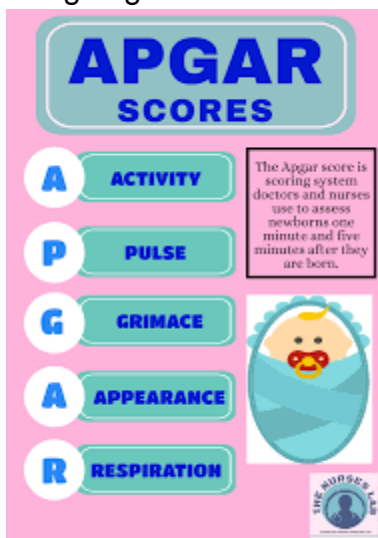 APGAR
SCORES
A ACTIVITY
The Apgar score is
scoring system
doctors and nurses
use to assess
newborns one
minute and five
minutes after they
are born.
P PULSE
G GRIMACE
A APPEARANCE
R RESPIRATION
THE NURSES LAB